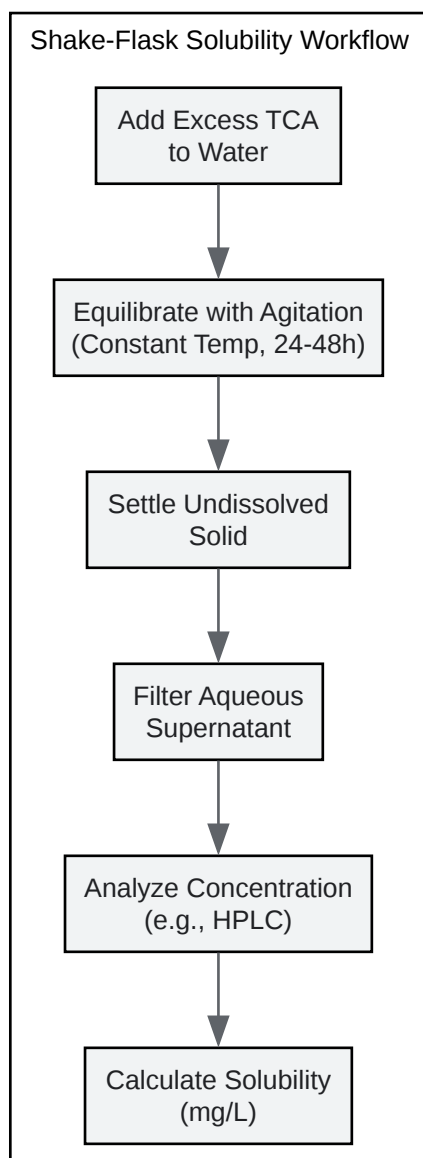 Shake-Flask Solubility Workflow
Add Excess TCA
to Water
Equilibrate with Agitation
(Constant Temp, 24-48h)
Settle Undissolved
Solid
Filter Aqueous
Supernatant
Analyze Concentration
(e.g., HPLC)
Calculate Solubility
(mg/L)